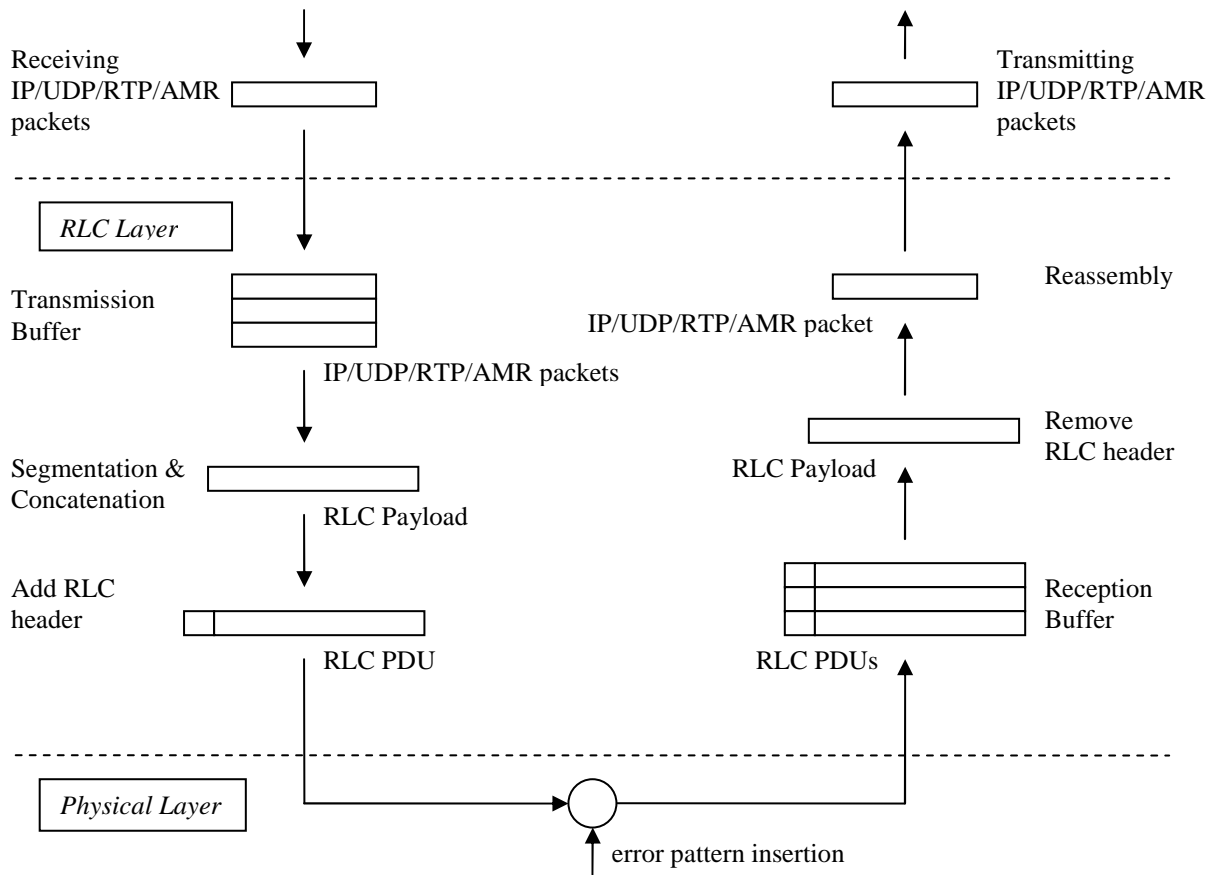 Receiving
IP/UDP/RTP/AMR
packets
Transmitting
IP/UDP/RTP/AMR
packets
RLC Layer
Transmission
Buffer
IP/UDP/RTP/AMR packets
Reassembly
IP/UDP/RTP/AMR packet
Segmentation &
Concatenation
RLC Payload
Remove
RLC header
RLC Payload
Add RLC
header
RLC PDU
Reception
Buffer
RLC PDUs
Physical Layer
error pattern insertion